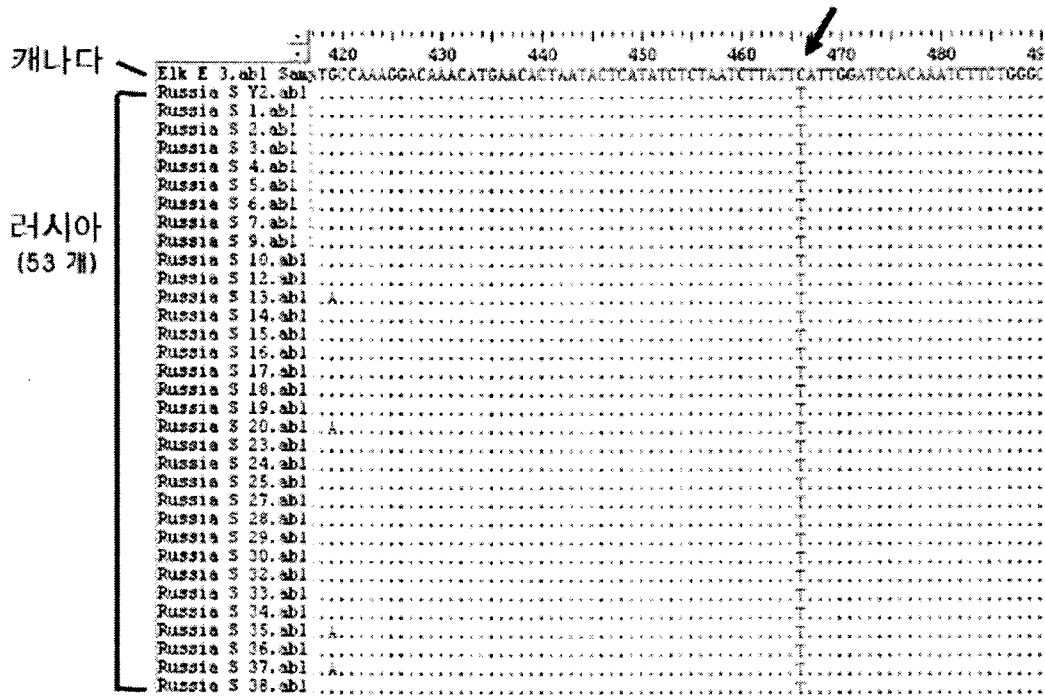 420 430 440 450 460 470 480 49
캐나다
Elk E 3.abl Sam ATGCCAAAGGACAAACATGAACACTAATACTCATATCTCTAATCTTATTCATTGGATCCACAAATCTTCTGGGC
Russia S Y2.abl T
Russia S 1.abl T
Russia S 2.abl T
Russia S 3.abl T
Russia S 4.abl T
Russia S 5.abl T
Russia S 6.abl T
Russia S 7.abl T
러시아
(53 개)
Russia S 9.abl T
Russia S 10.abl T
Russia S 12.abl T
Russia S 13.abl A T
Russia S 14.abl T
Russia S 15.abl T
Russia S 16.abl T
Russia S 17.abl T
Russia S 18.abl T
Russia S 19.abl T
Russia S 20.abl A T
Russia S 23.abl T
Russia S 24.abl T
Russia S 25.abl T
Russia S 27.abl T
Russia S 28.abl T
Russia S 29.abl T
Russia S 30.abl T
Russia S 32.abl T
Russia S 33.abl T
Russia S 34.abl T
Russia S 35.abl A T
Russia S 36.abl T
Russia S 37.abl A T
Russia S 38.abl T